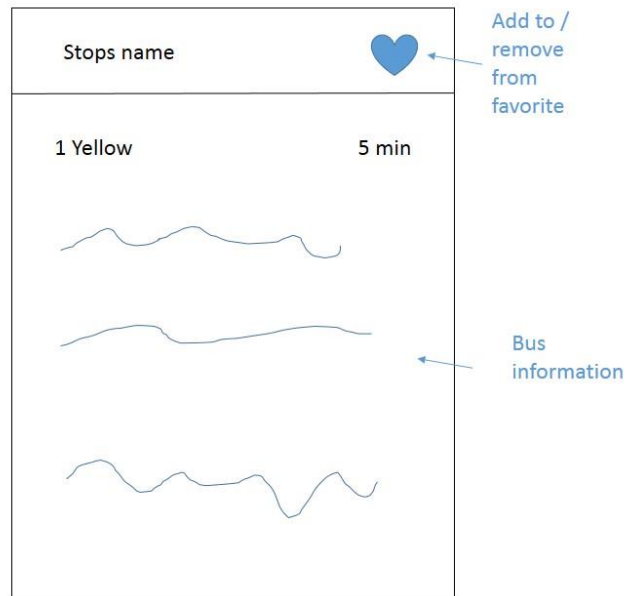 Stops name
Add to /
remove
from
favorite
1 Yellow 5 min
Bus
information